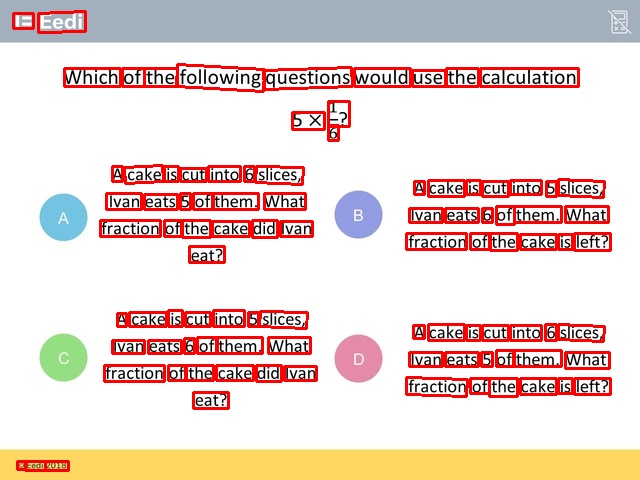 Eedi
Which of the following questions would use the calculation
5 × 1/6?
A
A cake is cut into 6 slices,
Ivan eats 5 of them. What
fraction of the cake did Ivan
eat?
B
A cake is cut into 5 slices,
Ivan eats 6 of them. What
fraction of the cake is left?
C
A cake is cut into 5 slices,
Ivan eats 6 of them. What
fraction of the cake did Ivan
eat?
D
A cake is cut into 6 slices,
Ivan eats 5 of them. What
fraction of the cake is left?
© Eedi 2018